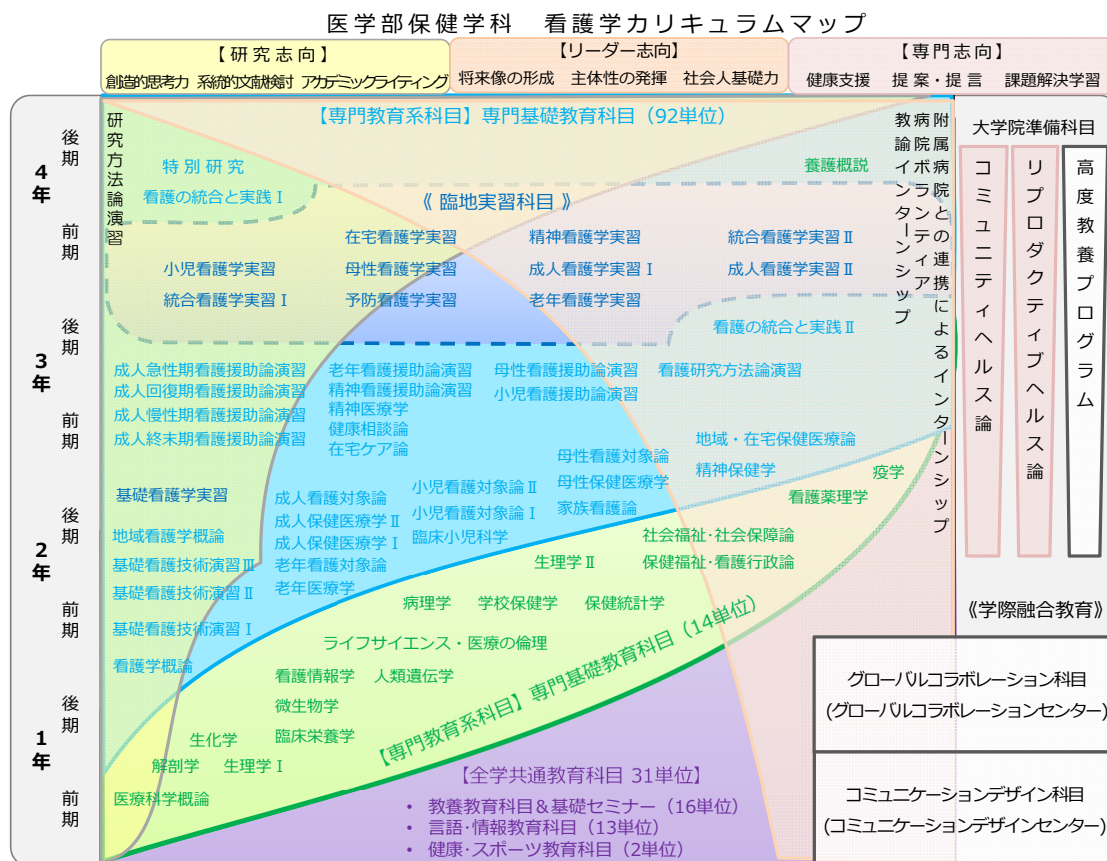 医学部保健学科　看護学カリキュラムマップ
【研究志向】
創造的思考力 系統的文献検討 アカデミックライティング
【リーダー志向】
将来像の形成　主体性の発揮　社会人基礎力
【専門志向】
健康支援　提案・提言　課題解決学習
4年
後期
前期
3年
後期
前期
2年
後期
前期
1年
後期
前期
研究方法論演習
【専門教育系科目】専門基礎教育科目（92単位）
特別研究
看護の統合と実践Ⅰ
養護概説
《 臨地実習科目 》
在宅看護学実習
精神看護学実習
統合看護学実習Ⅱ
小児看護学実習
母性看護学実習
成人看護学実習Ⅰ
成人看護学実習Ⅱ
統合看護学実習Ⅰ
予防看護学実習
老年看護学実習
看護の統合と実践Ⅱ
成人急性期看護援助論演習
成人回復期看護援助論演習
成人慢性期看護援助論演習
成人終末期看護援助論演習
老年看護援助論演習
精神看護援助論演習
精神医療学
健康相談論
在宅ケア論
母性看護援助論演習
小児看護援助論演習
看護研究方法論演習
地域・在宅保健医療論
精神保健学
母性看護対象論
母性保健医療学
家族看護論
疫学
看護薬理学
基礎看護学実習
成人看護対象論
成人保健医療学Ⅱ
成人保健医療学Ⅰ
老年看護対象論
老年医療学
小児看護対象論Ⅱ
小児看護対象論Ⅰ
臨床小児科学
地域看護学概論
基礎看護技術演習Ⅲ
基礎看護技術演習Ⅱ
基礎看護技術演習Ⅰ
看護学概論
社会福祉・社会保障論
保健福祉・看護行政論
生理学Ⅱ
病理学
学校保健学
保健統計学
ライフサイエンス・医療の倫理
看護情報学
人類遺伝学
微生物学
臨床栄養学
生化学
解剖学
生理学Ⅰ
医療科学概論
【専門教育系科目】専門基礎教育科目（14単位）
【全学共通教育科目 31単位】
• 教養教育科目＆基礎セミナー（16単位）
• 言語・情報教育科目（13単位）
• 健康・スポーツ教育科目（2単位）
附属病院との連携によるインターンシップ
病院ボランティア
教諭インターンシップ
大学院準備科目
コミュニティヘルス論
リプロダクティブヘルス論
高度教養プログラム
《学際融合教育》
グローバルコラボレーション科目
(グローバルコラボレーションセンター)
コミュニケーションデザイン科目
(コミュニケーションデザインセンター)